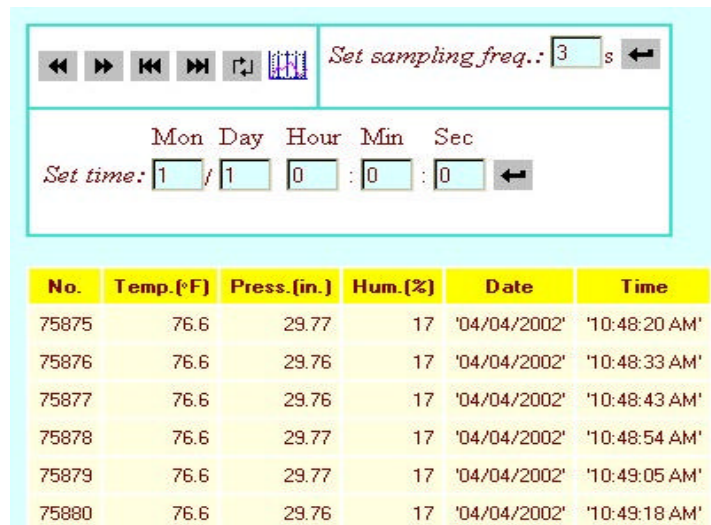 Set sampling freq.: 3 s
Mon Day Hour Min Sec
Set time: 1 / 1 0 : 0 : 0
No. Temp.(°F) Press.(in.) Hum.(%) Date Time
75875 76.6 29.77 17 '04/04/2002' '10:48:20 AM'
75876 76.6 29.76 17 '04/04/2002' '10:48:33 AM'
75877 76.6 29.76 17 '04/04/2002' '10:48:43 AM'
75878 76.6 29.77 17 '04/04/2002' '10:48:54 AM'
75879 76.6 29.77 17 '04/04/2002' '10:49:05 AM'
75880 76.6 29.76 17 '04/04/2002' '10:49:18 AM'